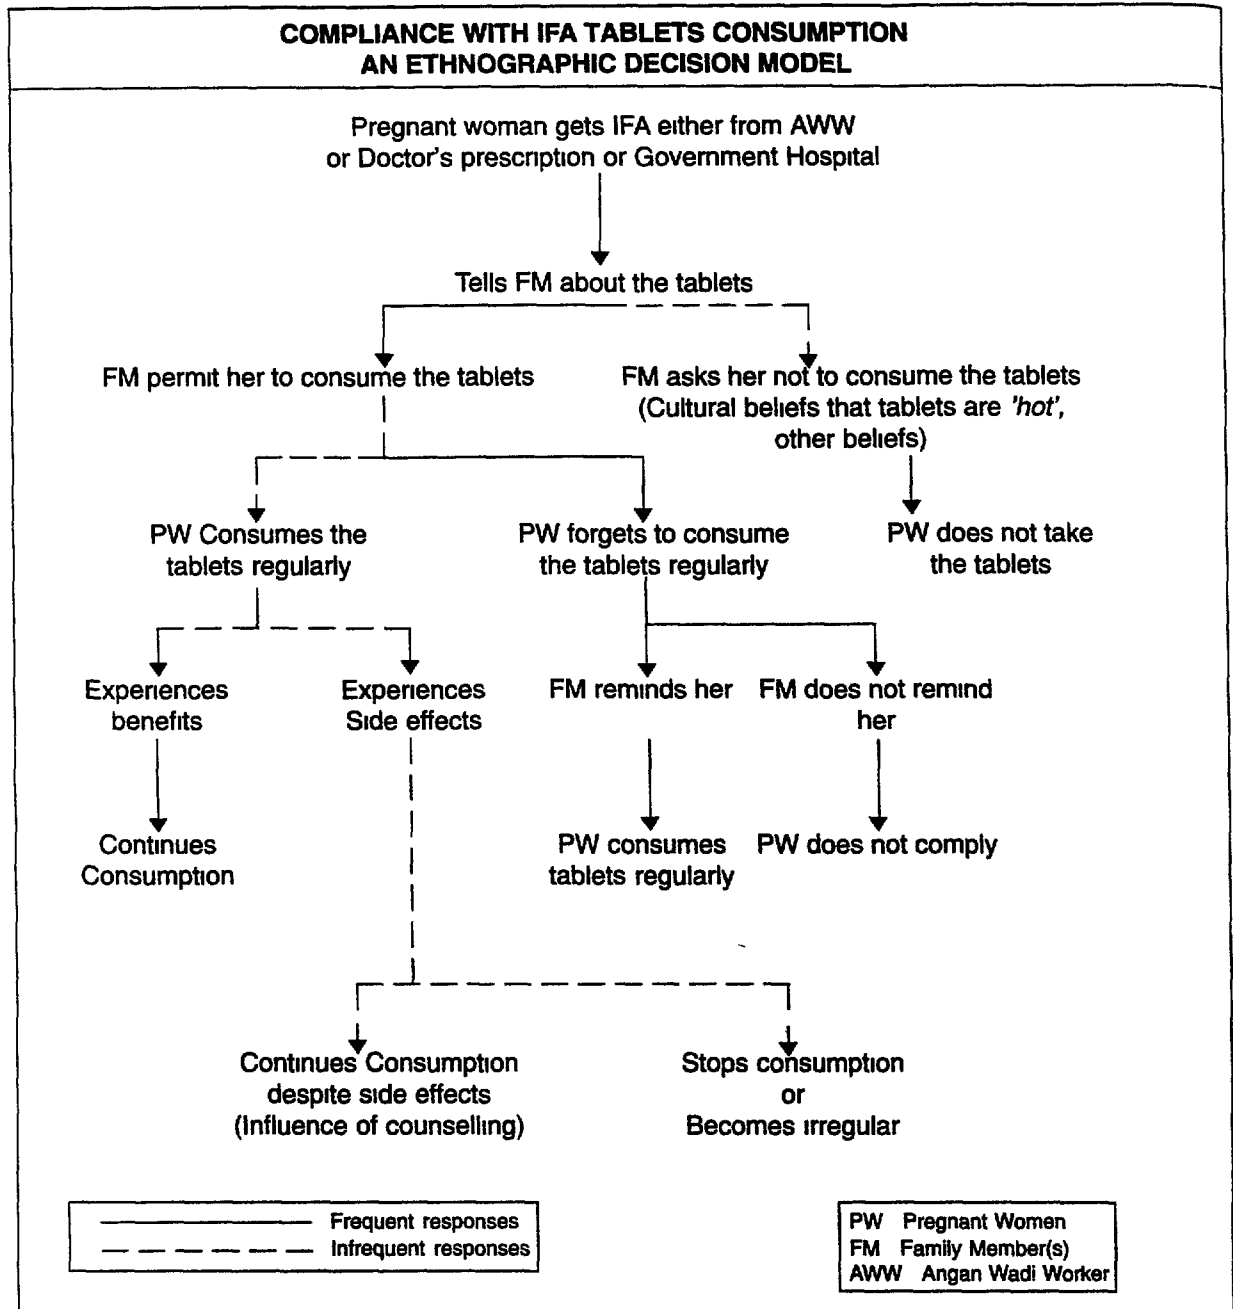 COMPLIANCE WITH IFA TABLETS CONSUMPTION
AN ETHNOGRAPHIC DECISION MODEL
Pregnant woman gets IFA either from AWW
or Doctor's prescription or Government Hospital
Tells FM about the tablets
FM permit her to consume the tablets
FM asks her not to consume the tablets
(Cultural beliefs that tablets are 'hot',
other beliefs)
PW Consumes the
tablets regularly
PW forgets to consume
the tablets regularly
PW does not take
the tablets
Experiences
benefits
Experiences
Side effects
FM reminds her
FM does not remind
her
Continues
Consumption
PW consumes
tablets regularly
PW does not comply
Continues Consumption
despite side effects
(Influence of counselling)
Stops consumption
or
Becomes irregular
Frequent responses
Infrequent responses
PW Pregnant Women
FM Family Member(s)
AWW Angan Wadi Worker